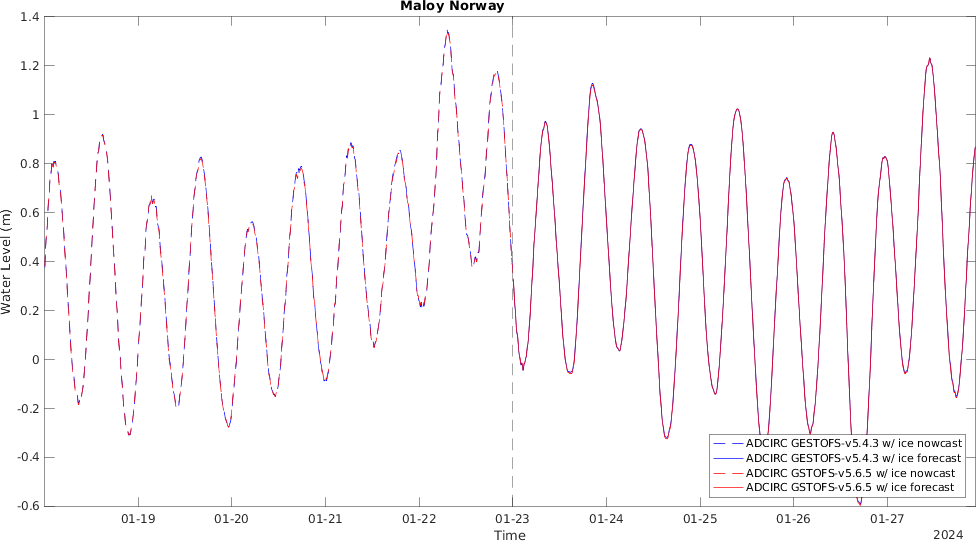 Maloy Norway
1.4
1.2
1
0.8
0.6
0.4
0.2
0
-0.2
-0.4
-0.6
Water Level (m)
ADCIRC GESTOFS-v5.4.3 w/ ice nowcast
ADCIRC GESTOFS-v5.4.3 w/ ice forecast
ADCIRC GSTOFS-v5.6.5 w/ ice nowcast
ADCIRC GSTOFS-v5.6.5 w/ ice forecast
01-19 01-20 01-21 01-22 01-23 01-24 01-25 01-26 01-27
Time
2024